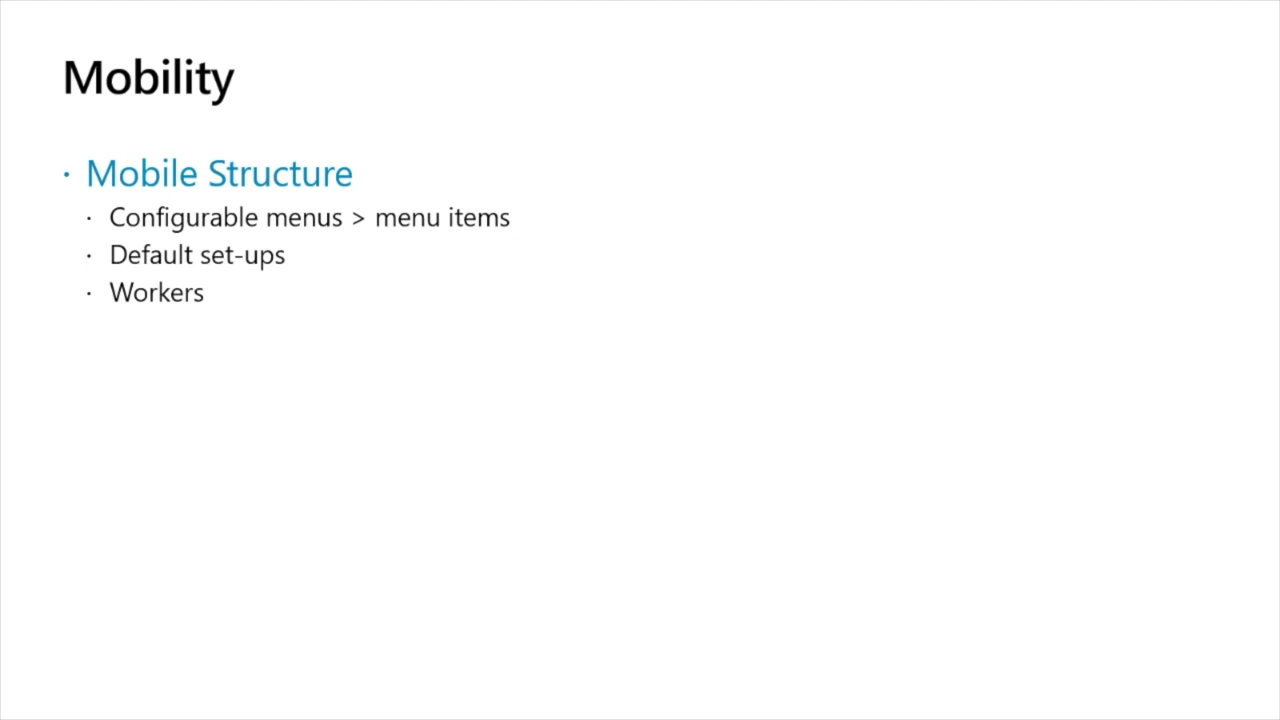 Mobility
· Mobile Structure
· Configurable menus > menu items
· Default set-ups
· Workers